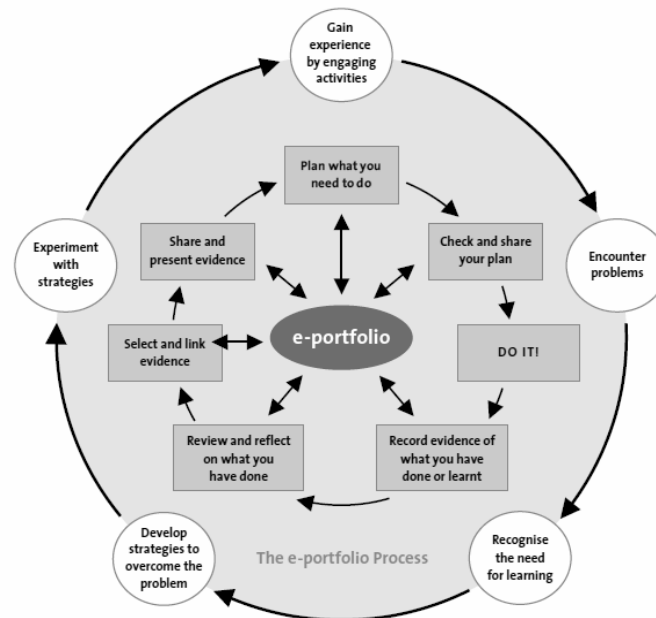 Gain
experience
by engaging
activities
Encounter
problems
Recognise
the need
for learning
Develop
strategies to
overcome the
problem
Experiment
with
strategies
Plan what you
need to do
Check and share
your plan
DO IT!
Record evidence of
what you have
done or learnt
Review and reflect
on what you
have done
Select and link
evidence
Share and
present evidence
e-portfolio
The e-portfolio Process